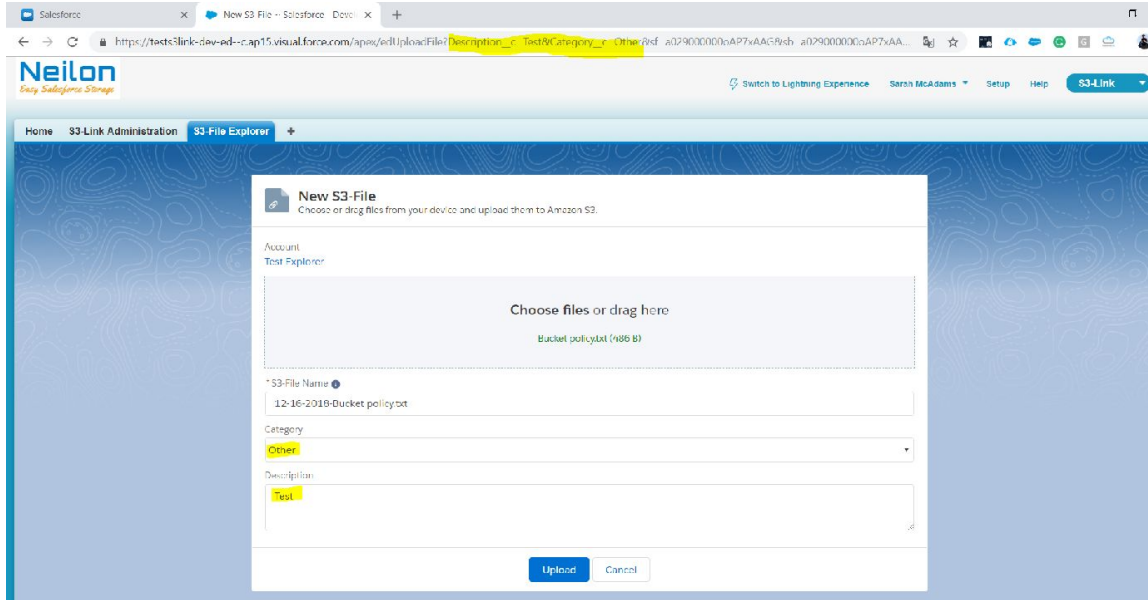 Salesforce
New S3-File ~ Salesforce - Devel
https://tests3link-dev-ed--c.ap15.visual.force.com/apex/edUploadFile?Description__c=Test&Category__c=Other&sf=a029000000oAP7xAAG&sb=a029000000oAP7xAA...
Neilon
Easy Salesforce Storage
Switch to Lightning Experience Sarah McAdams Setup Help S3-Link
Home S3-Link Administration S3-File Explorer +
New S3-File
Choose or drag files from your device and upload them to Amazon S3.
Account
Test Explorer
Choose files or drag here
Bucket policy.txt (486 B)
* S3-File Name
12-16-2018-Bucket policy.txt
Category
Other
Description
Test
Upload Cancel